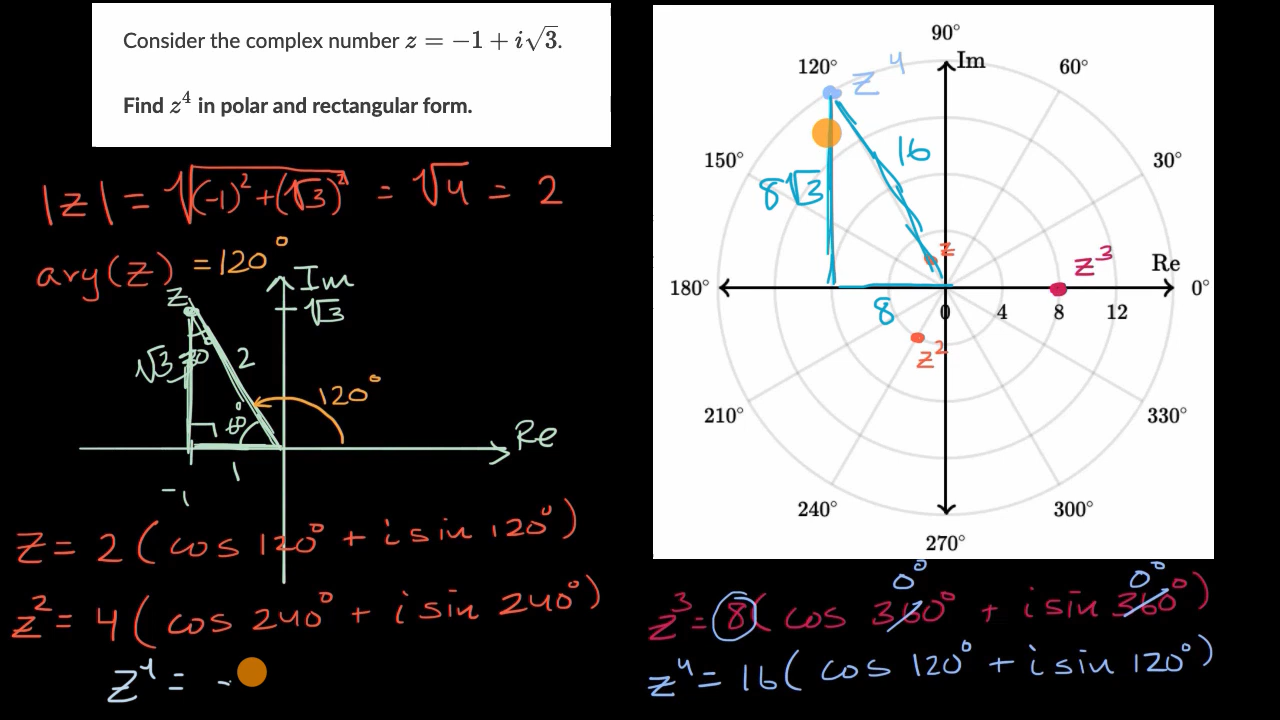 Consider the complex number z = −1 + i√3.
Find z⁴ in polar and rectangular form.
|z| = √((-1)² + (√3)²) = √4 = 2
arg(z) = 120°
z
Im
√3
√3
30°
2
120°
60°
Re
1
-1
z = 2 ( cos 120° + i sin 120° )
z² = 4 ( cos 240° + i sin 240° )
z⁴ = -
90°
Im
120°
z⁴
60°
16
150°
30°
8√3
z
z³
Re
180°
0°
8
0
4
8
12
z²
210°
330°
240°
300°
270°
0°
0°
z³ = 8 ( cos 360° + i sin 360° )
z⁴ = 16 ( cos 120° + i sin 120° )